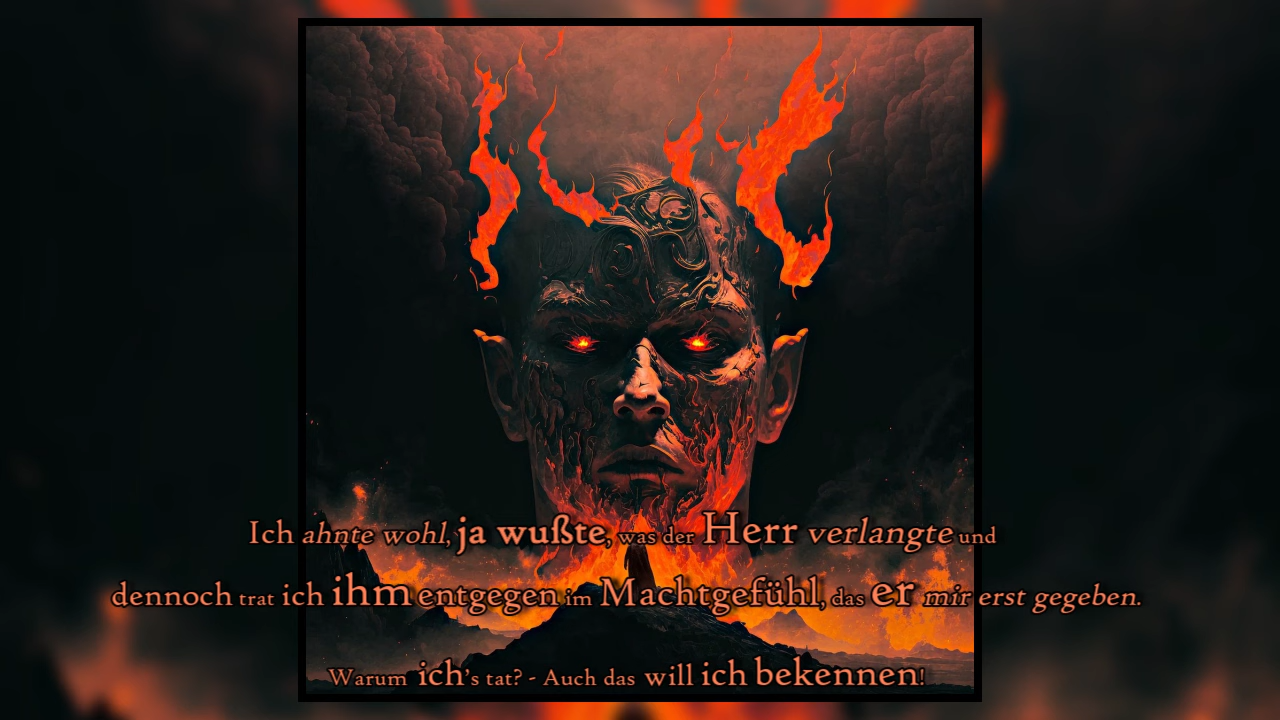 Ich ahnte wohl, ja wußte, was der Herr verlangte und
dennoch trat ich ihm entgegen im Machtgefühl, das er mir erst gegeben.
Warum ich's tat? - Auch das will ich bekennen!